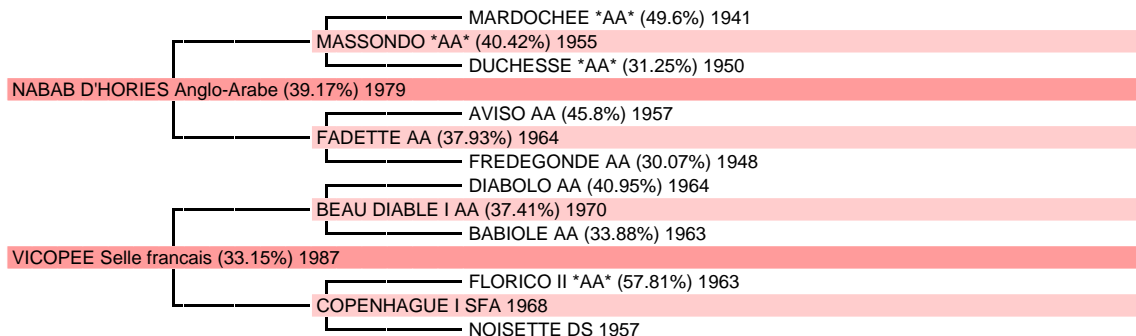 MARDOCHEE *AA* (49.6%) 1941
MASSONDO *AA* (40.42%) 1955
DUCHESSE *AA* (31.25%) 1950
NABAB D'HORIES Anglo-Arabe (39.17%) 1979
AVISO AA (45.8%) 1957
FADETTE AA (37.93%) 1964
FREDEGONDE AA (30.07%) 1948
DIABOLO AA (40.95%) 1964
BEAU DIABLE I AA (37.41%) 1970
BABIOLE AA (33.88%) 1963
VICOPEE Selle francais (33.15%) 1987
FLORICO II *AA* (57.81%) 1963
COPENHAGUE I SFA 1968
NOISETTE DS 1957